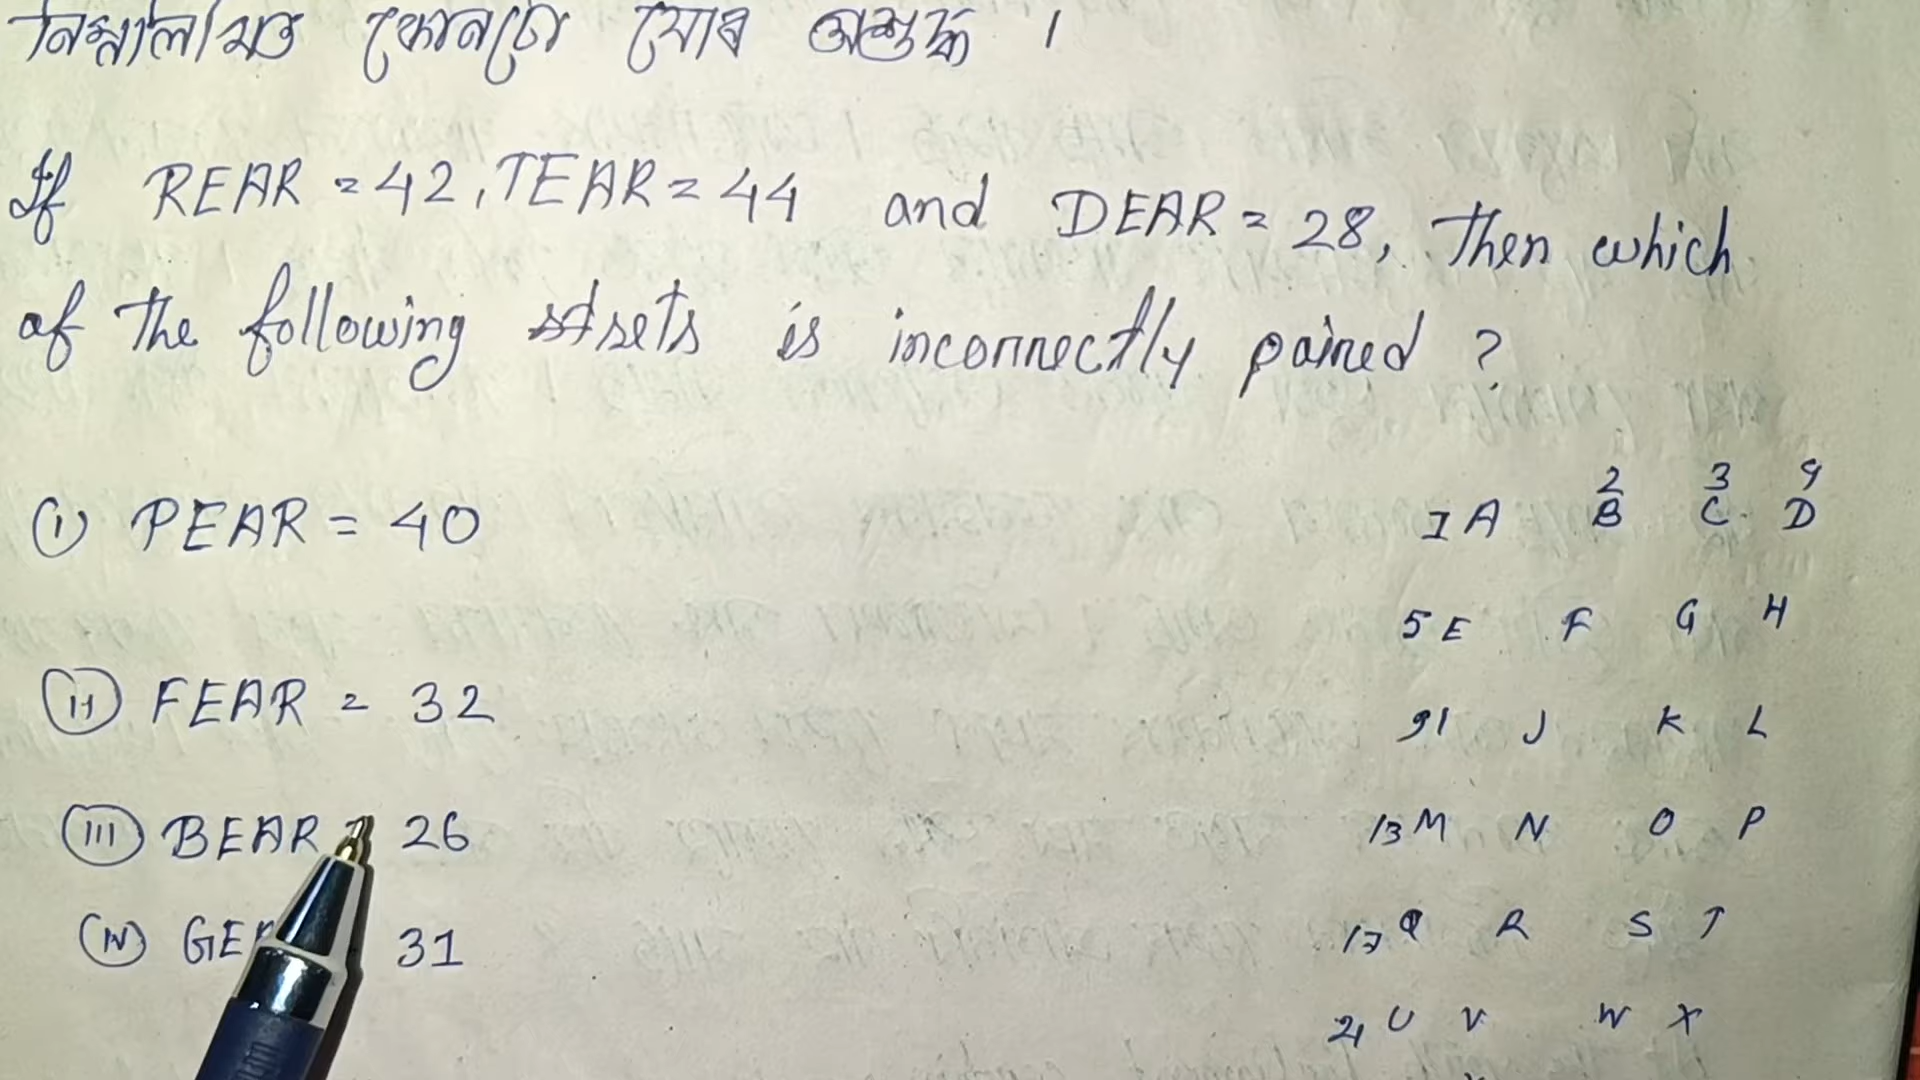 নিম্নলিখিত কোনটো যোৰ অশুদ্ধ ।
If REAR = 42, TEAR = 44 and DEAR = 28, Then which
of the following sets is incorrectly paired ?
(I) PEAR = 40
(II) FEAR = 32
(III) BEAR = 26
(IV) 31
1 A 2 B 3 C 4 D
5 E F G H
9 I J K L
13 M N O P
17 Q R S T
21 U V W X